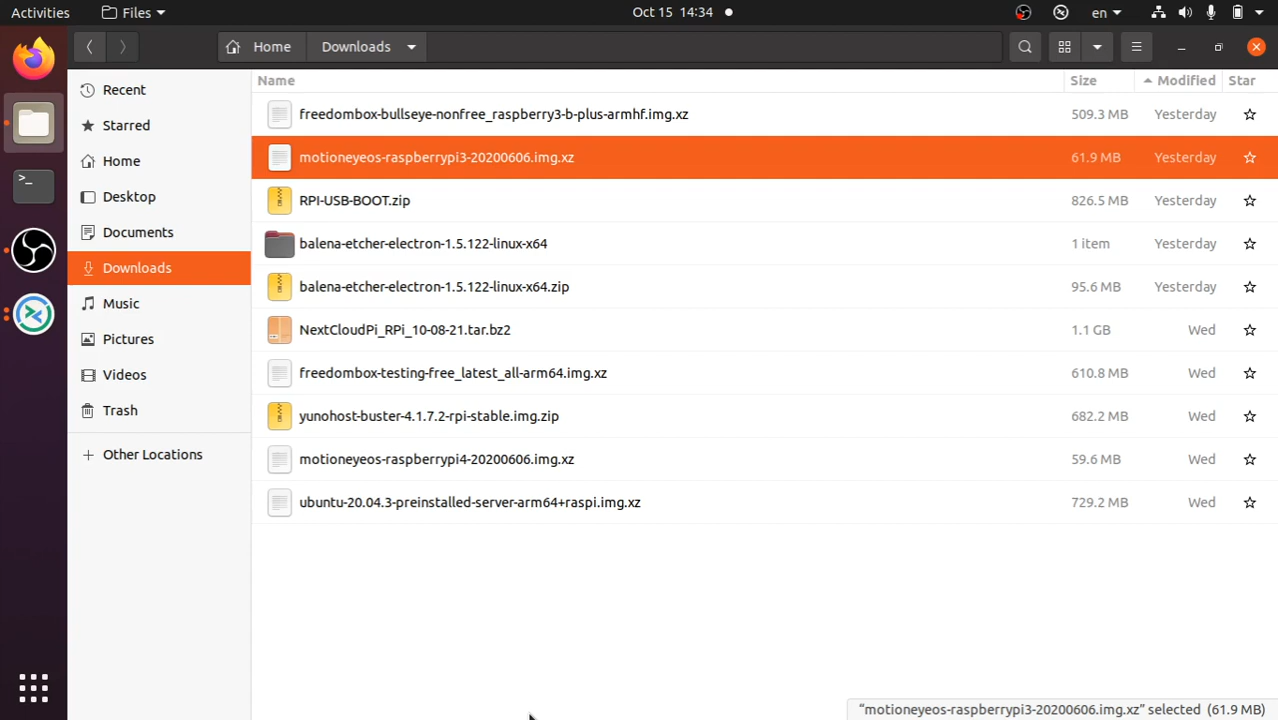 Activities Files Oct 15 14:34 en
Home Downloads
Name Size Modified Star
Recent
Starred
Home
Desktop
Documents
Downloads
Music
Pictures
Videos
Trash
Other Locations
freedombox-bullseye-nonfree_raspberry3-b-plus-armhf.img.xz 509.3 MB Yesterday
motioneyeos-raspberrypi3-20200606.img.xz 61.9 MB Yesterday
RPI-USB-BOOT.zip 826.5 MB Yesterday
balena-etcher-electron-1.5.122-linux-x64 1 item Yesterday
balena-etcher-electron-1.5.122-linux-x64.zip 95.6 MB Yesterday
NextCloudPi_RPi_10-08-21.tar.bz2 1.1 GB Wed
freedombox-testing-free_latest_all-arm64.img.xz 610.8 MB Wed
yunohost-buster-4.1.7.2-rpi-stable.img.zip 682.2 MB Wed
motioneyeos-raspberrypi4-20200606.img.xz 59.6 MB Wed
ubuntu-20.04.3-preinstalled-server-arm64+raspi.img.xz 729.2 MB Wed
“motioneyeos-raspberrypi3-20200606.img.xz” selected (61.9 MB)